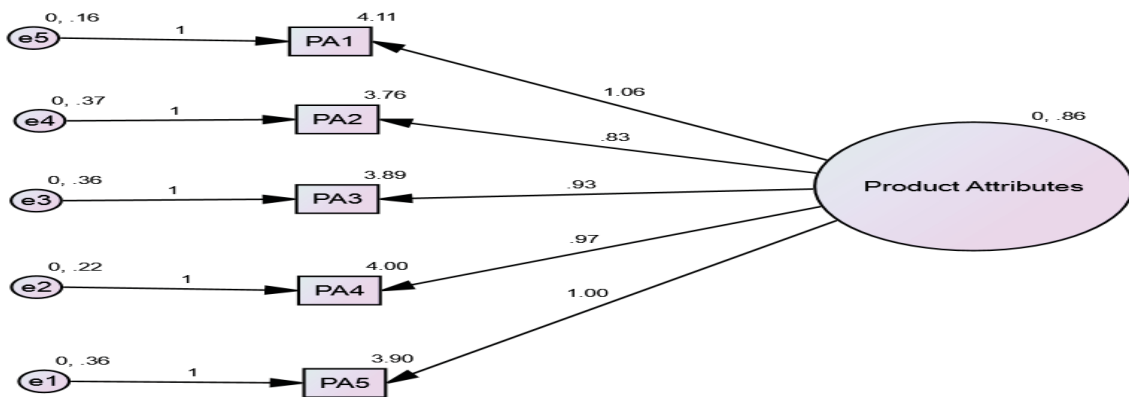 0, .16
e5
1
4.11
PA1
1.06
0, .37
e4
1
3.76
PA2
.83
0, .86
Product Attributes
0, .36
e3
1
3.89
PA3
.93
0, .22
e2
1
4.00
PA4
.97
0, .36
e1
1
3.90
PA5
1.00